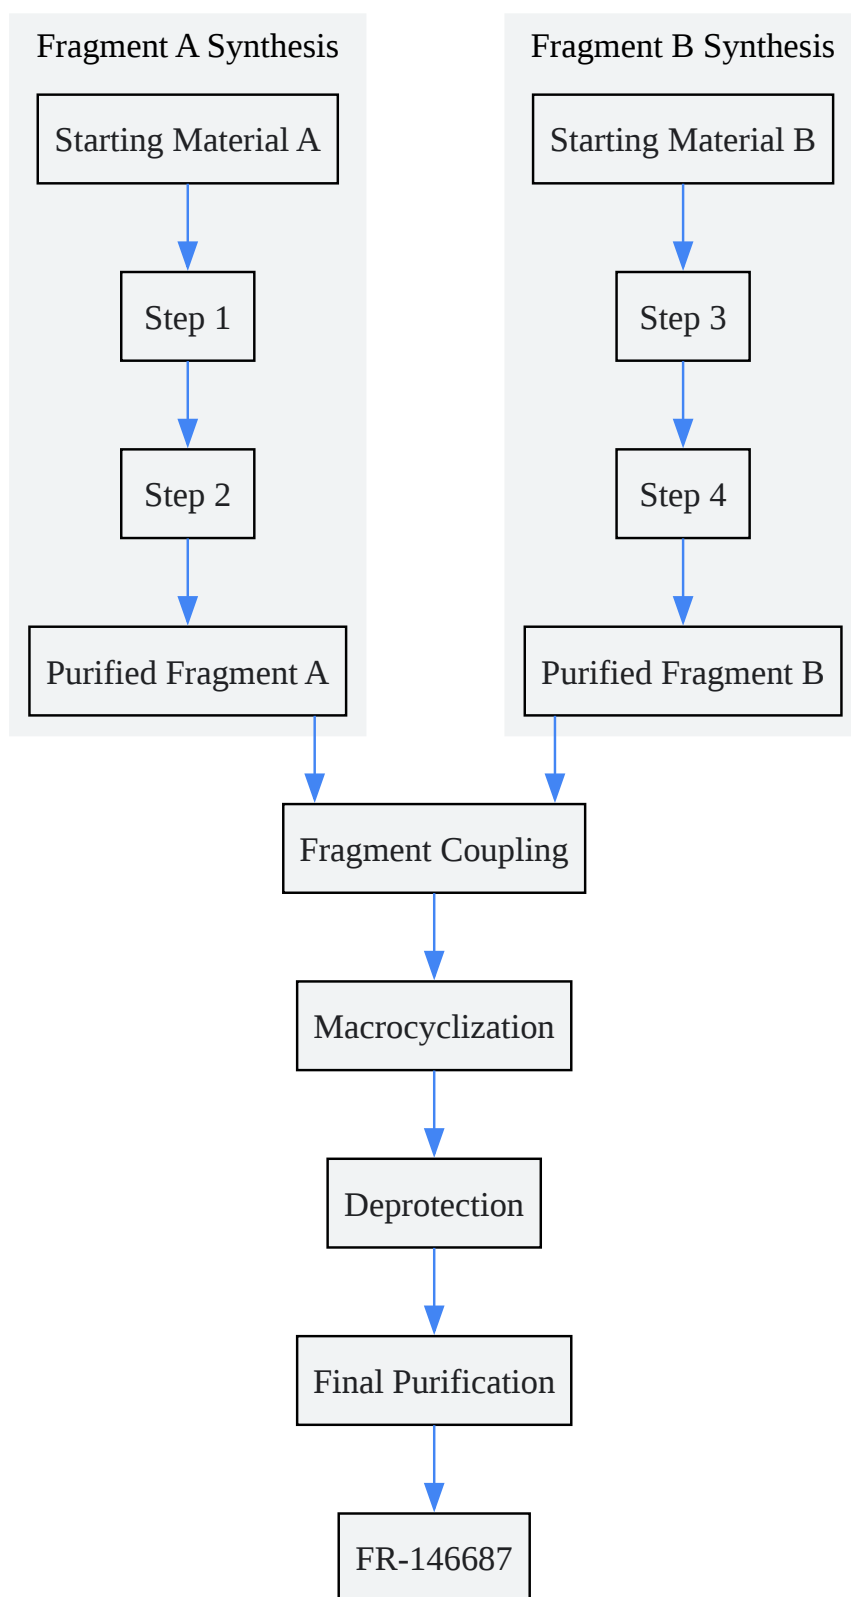 Fragment A Synthesis
Starting Material A
Step 1
Step 2
Purified Fragment A
Fragment B Synthesis
Starting Material B
Step 3
Step 4
Purified Fragment B
Fragment Coupling
Macrocyclization
Deprotection
Final Purification
FR-146687